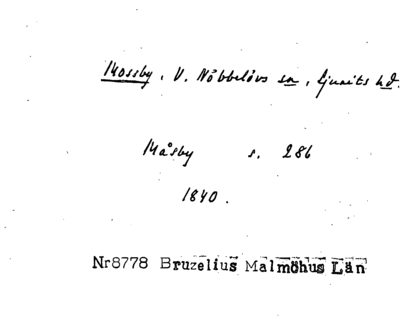 Mossby, V. Nöbbelövs sn, Ljunits hd.
Måsby s. 286
1840.
Nr8778 Bruzelius Malmöhus Län